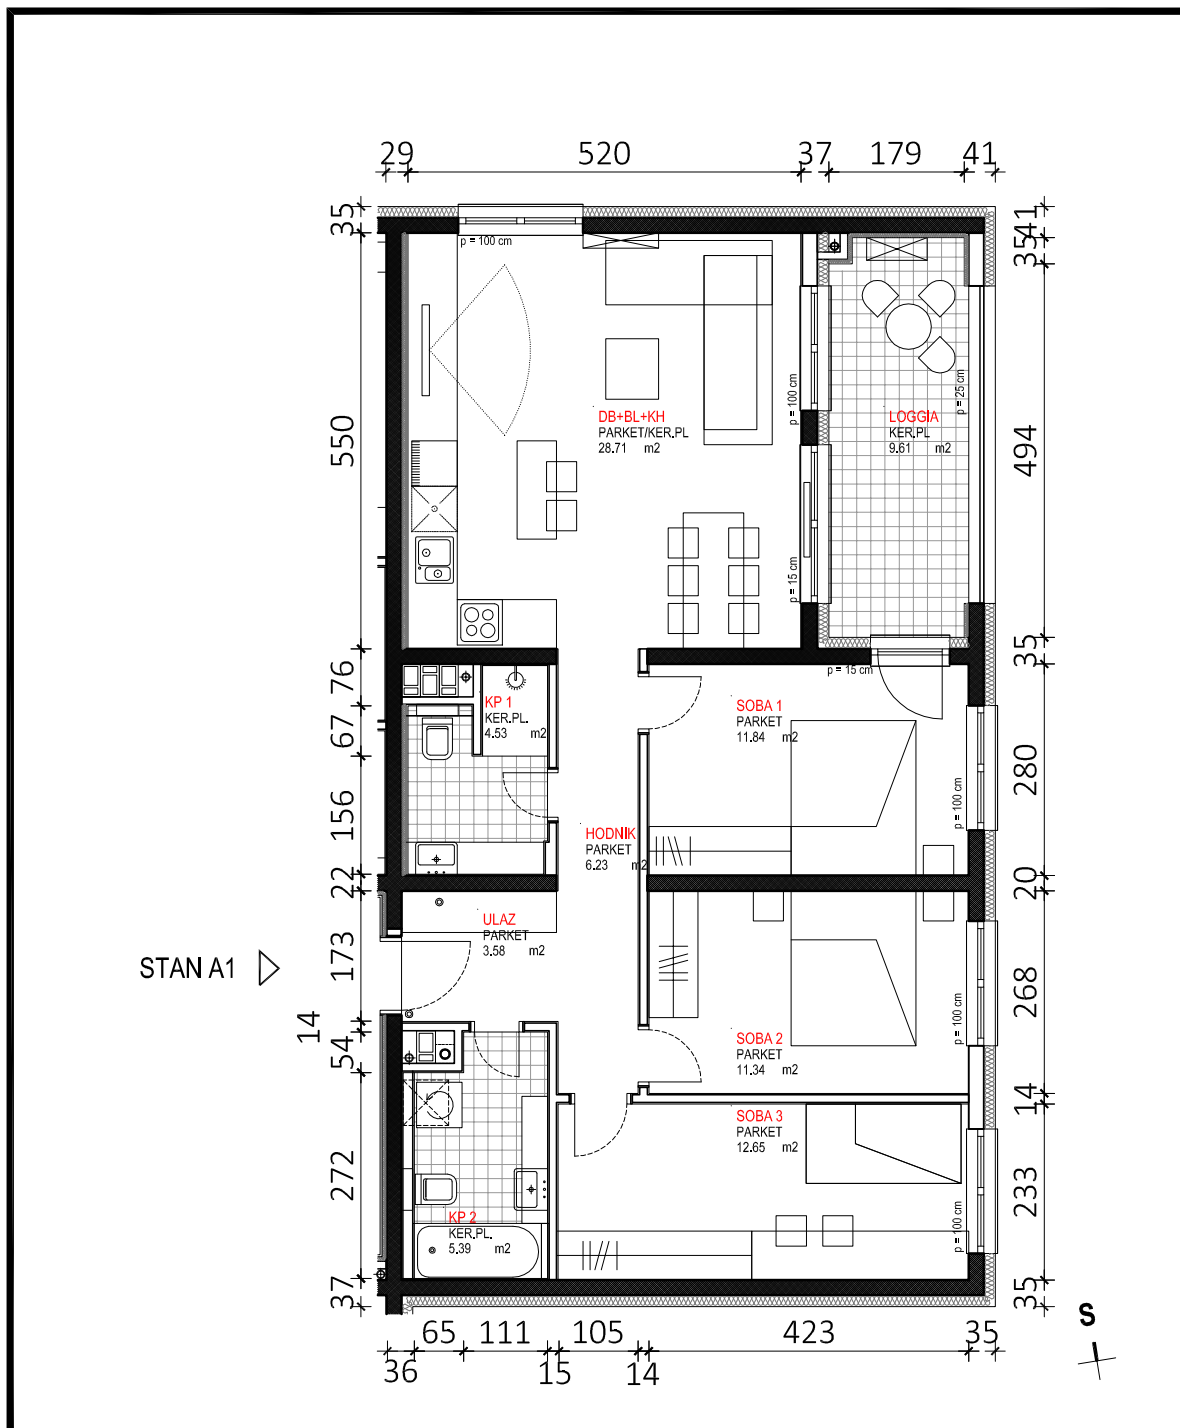 29 520 37 179 41
35
550
76
67
156
22
173
14
54
272
37
41
35
494
35
280
20
268
14
233
35
p = 100 cm
DB+BL+KH
PARKET/KER.PL
28.71 m2
p = 100 cm
p = 15 cm
LOGGIA
KER.PL
9.61 m2
p = 25 cm
p = 15 cm
KP 1
KER.PL.
4.53 m2
SOBA 1
PARKET
11.84 m2
p = 100 cm
HODNIK
PARKET
6.23 m2
ULAZ
PARKET
3.58 m2
STAN A1
SOBA 2
PARKET
11.34 m2
p = 100 cm
SOBA 3
PARKET
12.65 m2
p = 100 cm
KP 2
KER.PL.
5.39 m2
65 111 105 423 35
36 15 14
S